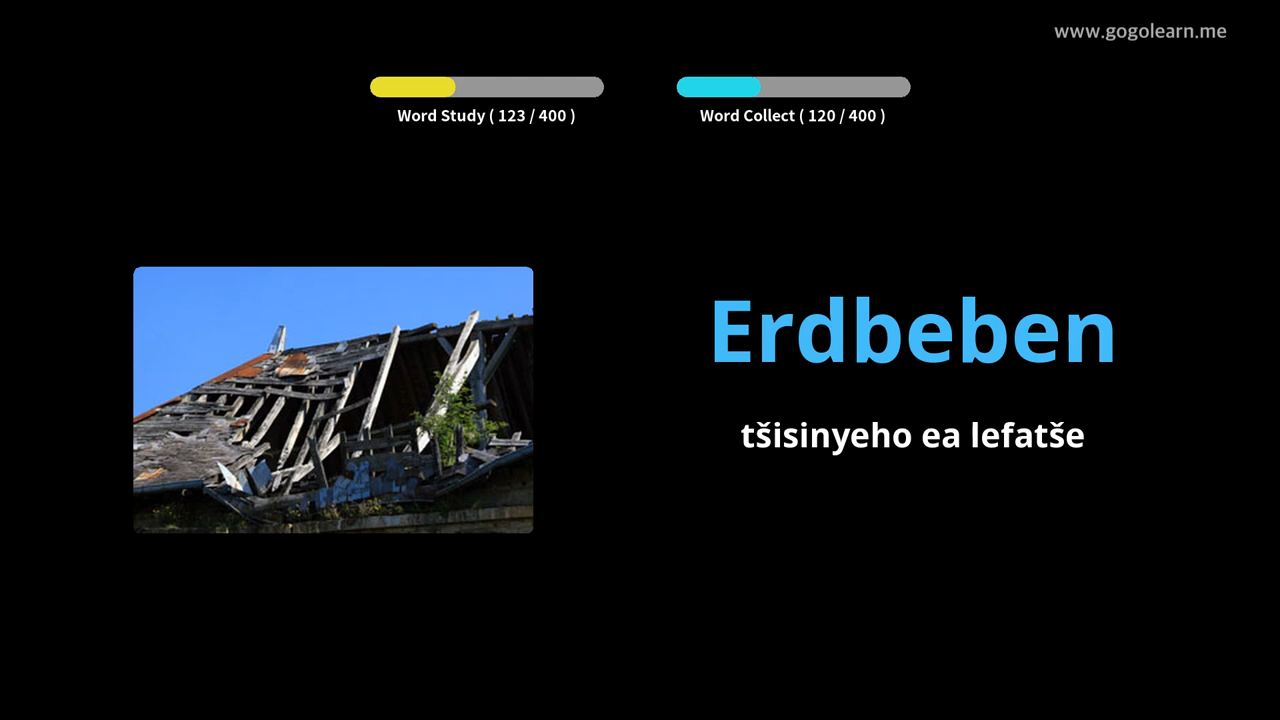 www.gogolearn.me
Word Study ( 123 / 400 )
Word Collect ( 120 / 400 )
Erdbeben
tšisinyeho ea lefatše